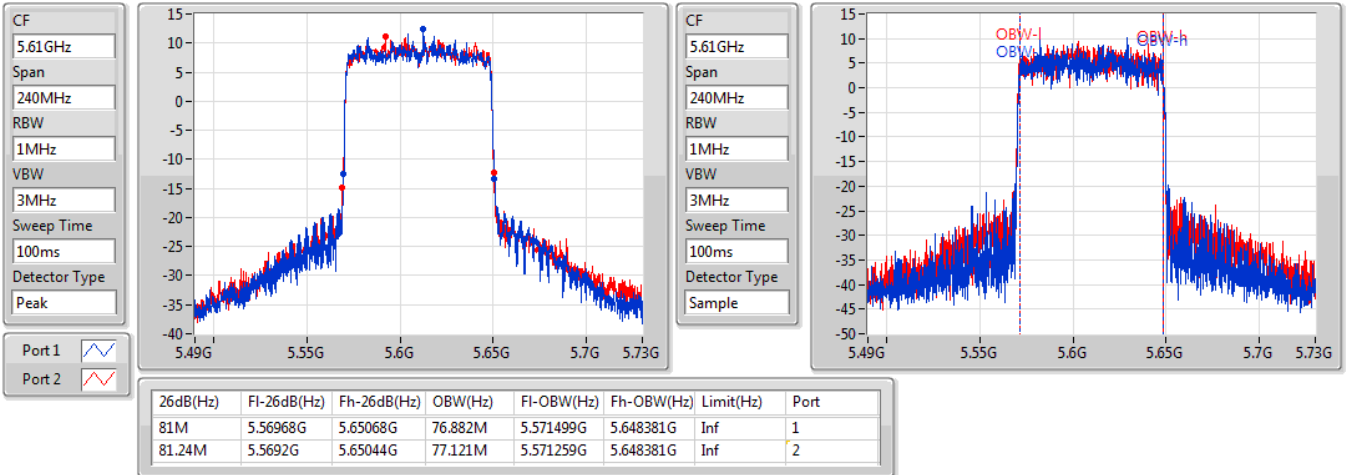 CF
5.61GHz
Span
240MHz
RBW
1MHz
VBW
3MHz
Sweep Time
100ms
Detector Type
Peak
Port 1
Port 2
15
10
5
0
-5
-10
-15
-20
-25
-30
-35
-40
5.49G 5.55G 5.6G 5.65G 5.7G 5.73G
CF
5.61GHz
Span
240MHz
RBW
1MHz
VBW
3MHz
Sweep Time
100ms
Detector Type
Sample
15
10
5
0
-5
-10
-15
-20
-25
-30
-35
-40
-45
-50
OBW-l
OBW-h
5.49G 5.55G 5.6G 5.65G 5.7G 5.73G
26dB(Hz) Fl-26dB(Hz) Fh-26dB(Hz) OBW(Hz) Fl-OBW(Hz) Fh-OBW(Hz) Limit(Hz) Port
81M 5.56968G 5.65068G 76.882M 5.571499G 5.648381G Inf 1
81.24M 5.5692G 5.65044G 77.121M 5.571259G 5.648381G Inf 2